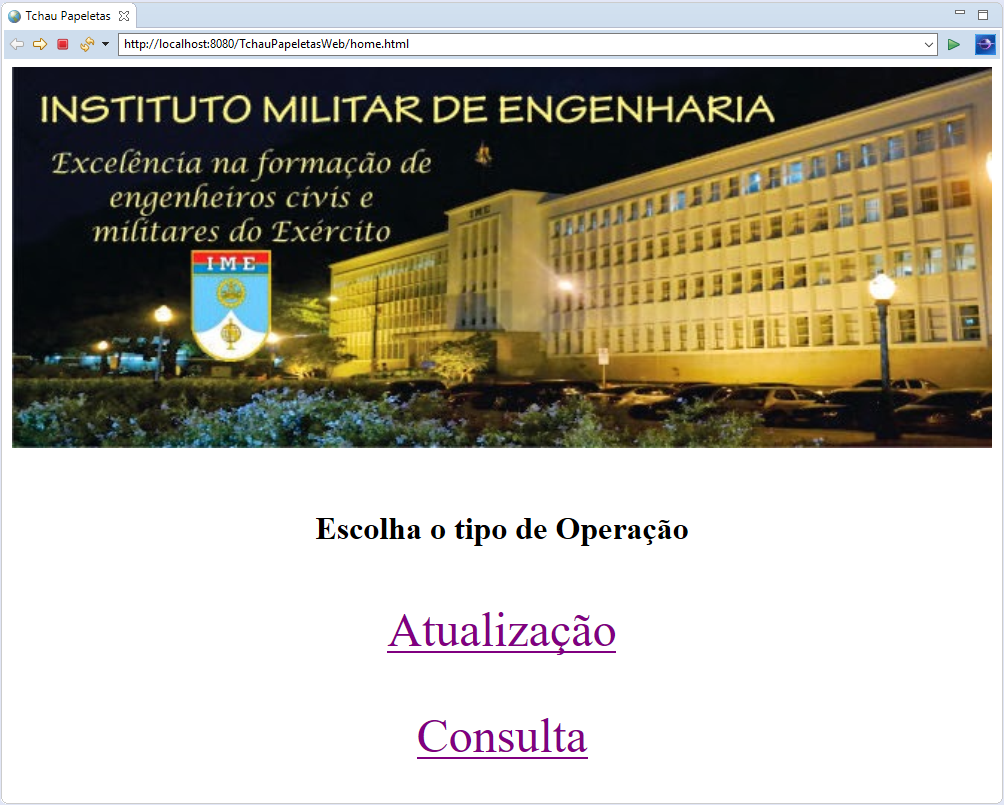 Tchau Papeletas
http://localhost:8080/TchauPapeletasWeb/home.html
INSTITUTO MILITAR DE ENGENHARIA
Excelência na formação de
engenheiros civis e
militares do Exército
IME
IME
Escolha o tipo de Operação
Atualização
Consulta